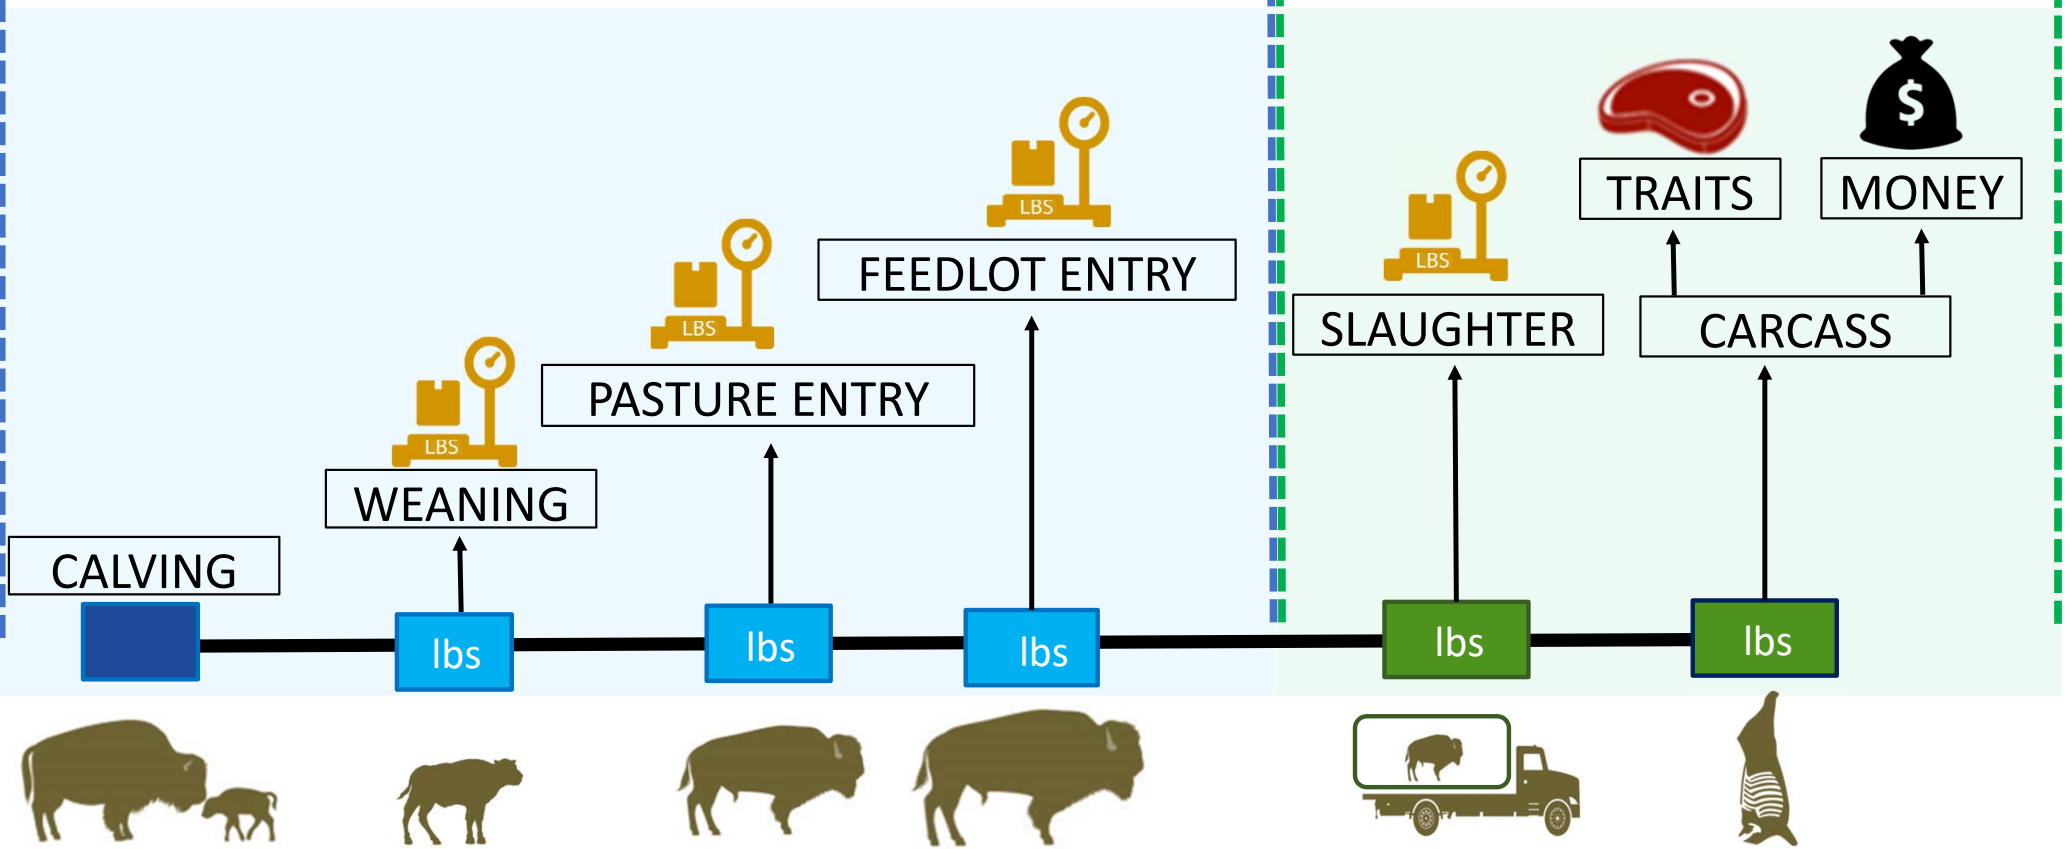 CALVING
lbs
WEANING
LBS
lbs
PASTURE ENTRY
LBS
lbs
FEEDLOT ENTRY
LBS
lbs
SLAUGHTER
LBS
lbs
CARCASS
TRAITS
MONEY
$